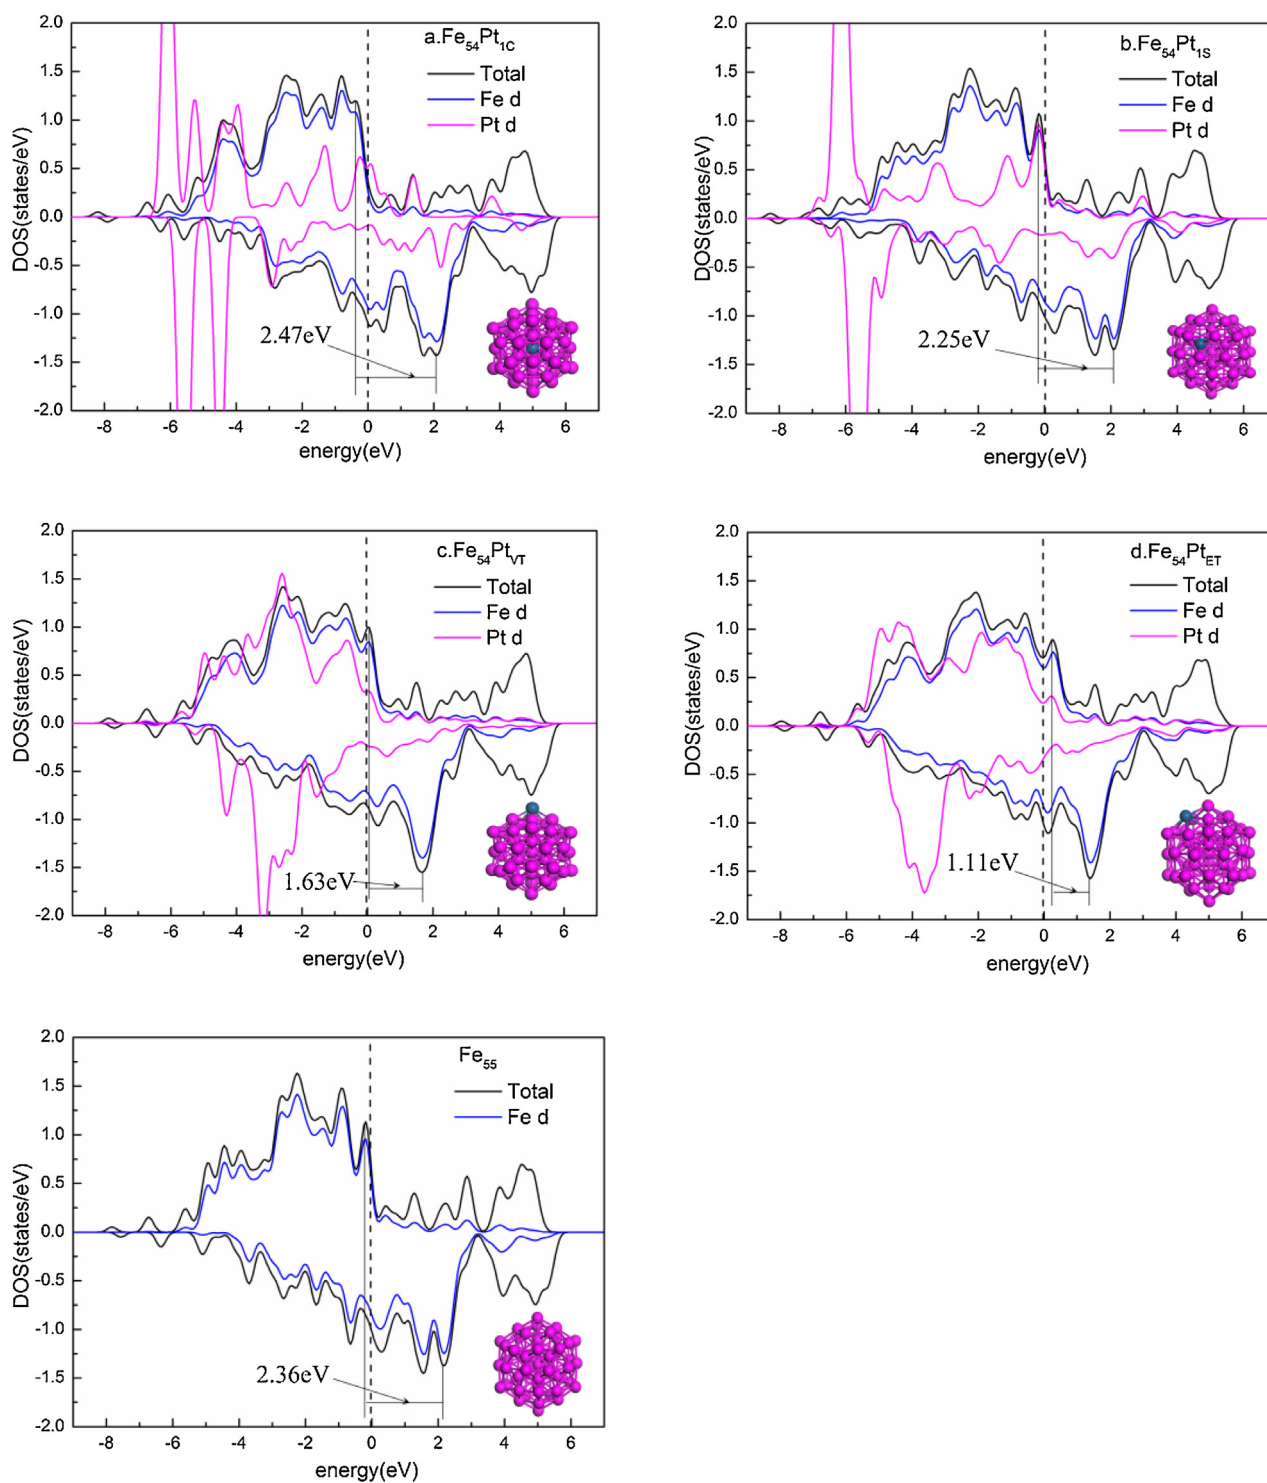 a.Fe54Pt1C
Total
Fe d
Pt d
DOS(states/eV)
2.0
1.5
1.0
0.5
0.0
-0.5
-1.0
-1.5
-2.0
2.47eV
-8 -6 -4 -2 0 2 4 6
energy(eV)
b.Fe54Pt1S
Total
Fe d
Pt d
DOS(states/eV)
2.0
1.5
1.0
0.5
0.0
-0.5
-1.0
-1.5
-2.0
2.25eV
-8 -6 -4 -2 0 2 4 6
energy(eV)
c.Fe54PtVT
Total
Fe d
Pt d
DOS(states/eV)
2.0
1.5
1.0
0.5
0.0
-0.5
-1.0
-1.5
-2.0
1.63eV
-8 -6 -4 -2 0 2 4 6
energy(eV)
d.Fe54PtET
Total
Fe d
Pt d
DOS(states/eV)
2.0
1.5
1.0
0.5
0.0
-0.5
-1.0
-1.5
-2.0
1.11eV
-8 -6 -4 -2 0 2 4 6
energy(eV)
Fe55
Total
Fe d
DOS(states/eV)
2.0
1.5
1.0
0.5
0.0
-0.5
-1.0
-1.5
-2.0
2.36eV
-8 -6 -4 -2 0 2 4 6
energy(eV)